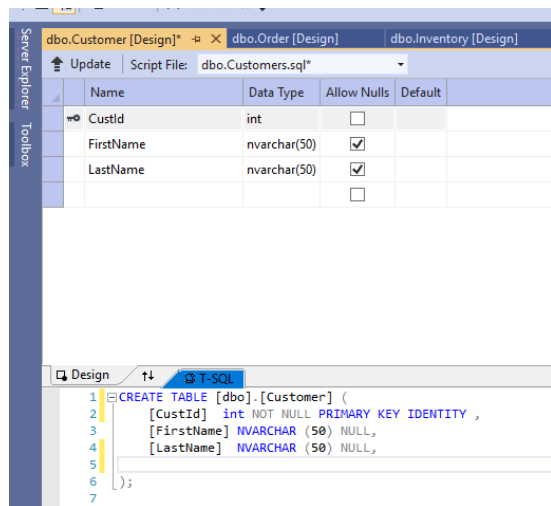 Server Explorer
Toolbox
dbo.Customer [Design]* dbo.Order [Design] dbo.Inventory [Design]
Update Script File: dbo.Customers.sql*
Name Data Type Allow Nulls Default
CustId int
FirstName nvarchar(50)
LastName nvarchar(50)
Design T-SQL
1 CREATE TABLE [dbo].[Customer] (
2 [CustId] int NOT NULL PRIMARY KEY IDENTITY ,
3 [FirstName] NVARCHAR (50) NULL,
4 [LastName] NVARCHAR (50) NULL,
5
6 );
7